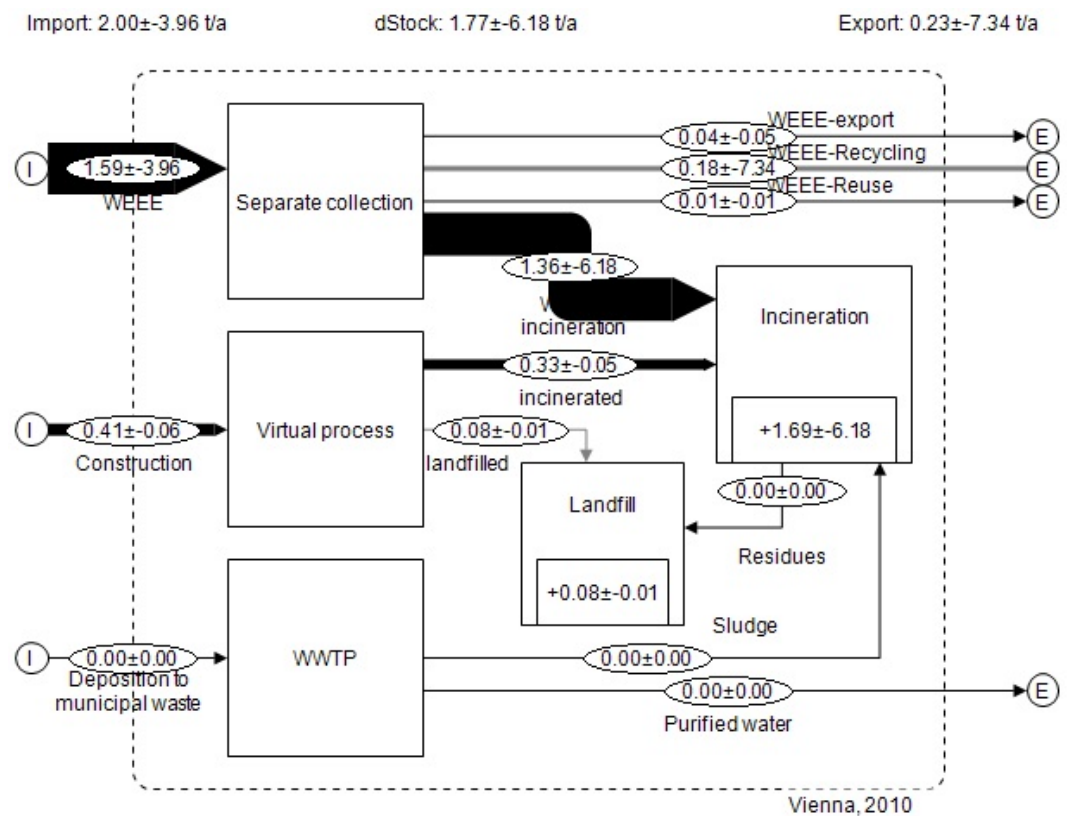 Import: 2.00±-3.96 t/a
dStock: 1.77±-6.18 t/a
Export: 0.23±-7.34 t/a
I
1.59±-3.96
WEEE
Separate collection
WEEE-export
0.04±-0.05
E
WEEE-Recycling
0.18±-7.34
E
WEEE-Reuse
0.01±-0.01
E
1.36±-6.18
incineration
Incineration
+1.69±-6.18
0.33±-0.05
incinerated
I
0.41±-0.06
Construction
Virtual process
0.08±-0.01
landfilled
Landfill
+0.08±-0.01
0.00±0.00
Residues
Sludge
0.00±0.00
I
0.00±0.00
Deposition to
municipal waste
WWTP
0.00±0.00
Purified water
E
Vienna, 2010